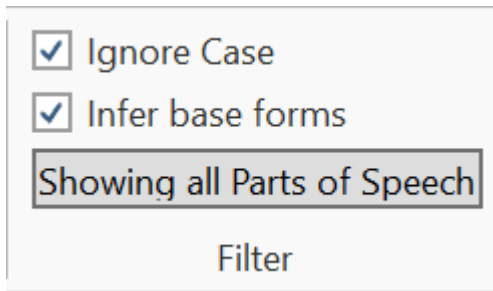 Ignore Case
Infer base forms
Showing all Parts of Speech
Filter